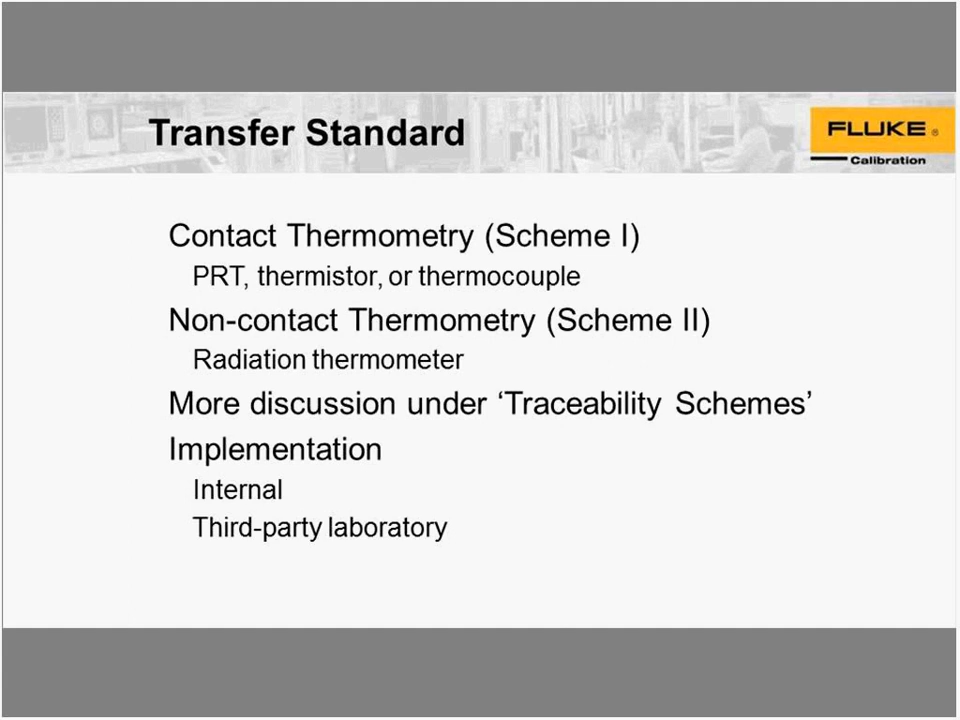 Transfer Standard
FLUKE ®
Calibration
Contact Thermometry (Scheme I)
PRT, thermistor, or thermocouple
Non-contact Thermometry (Scheme II)
Radiation thermometer
More discussion under ‘Traceability Schemes’
Implementation
Internal
Third-party laboratory